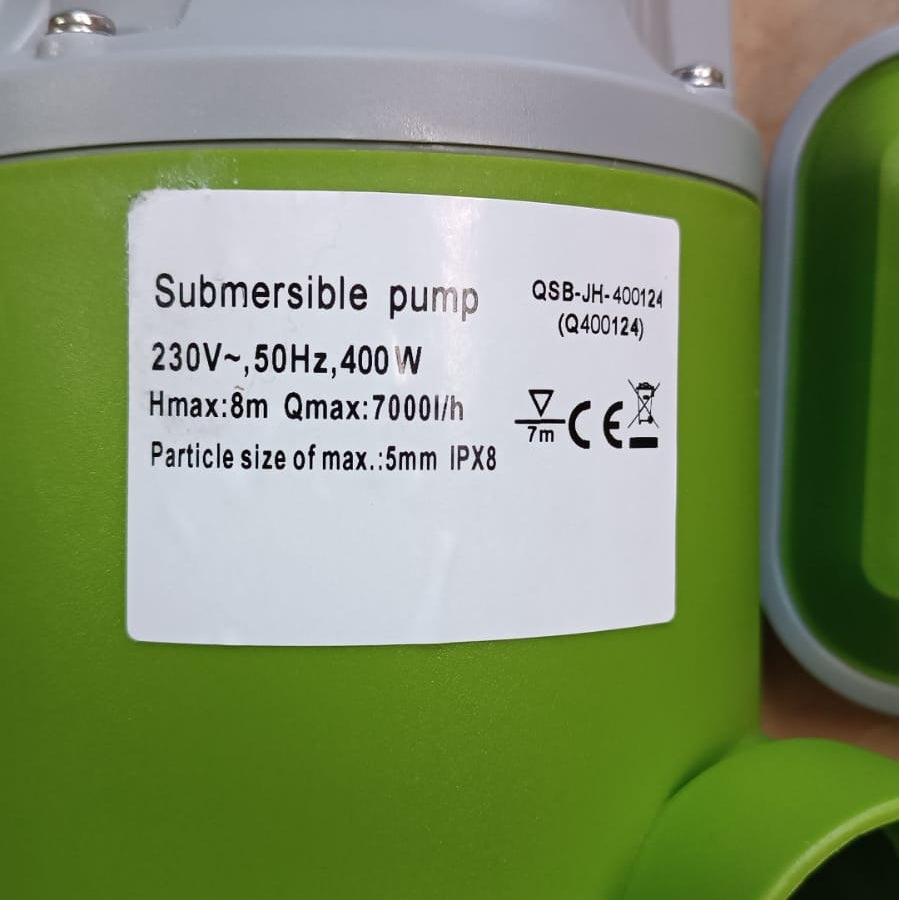 Submersible pump
QSB-JH-400124
(Q400124)
230V~,50Hz,400W
Hmax:8m Qmax:7000l/h
7m CE
Particle size of max.:5mm IPX8